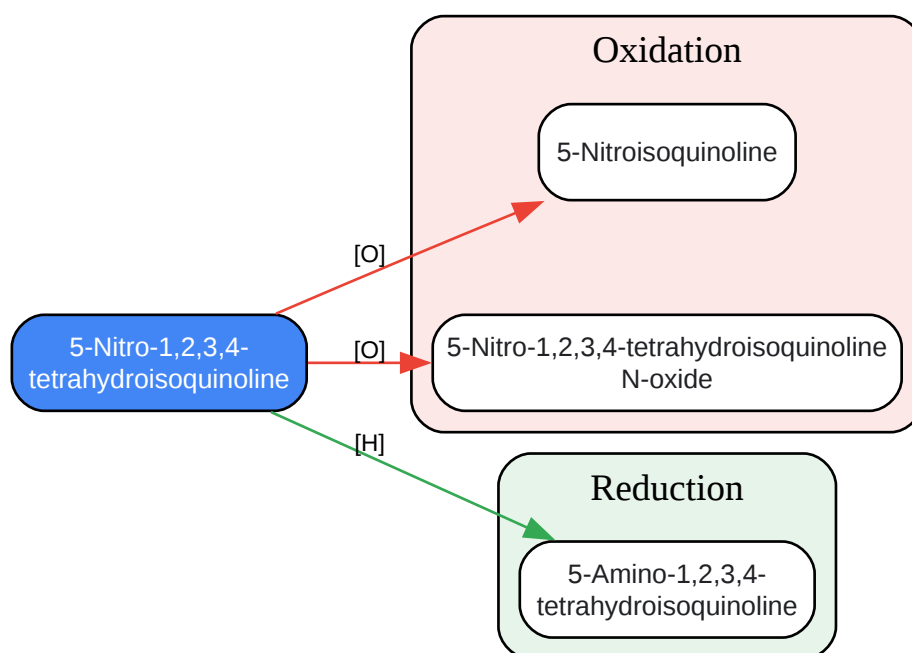 Oxidation
5-Nitroisoquinoline
[O]
5-Nitro-1,2,3,4-
tetrahydroisoquinoline
[O]
5-Nitro-1,2,3,4-tetrahydroisoquinoline
N-oxide
[H]
Reduction
5-Amino-1,2,3,4-
tetrahydroisoquinoline